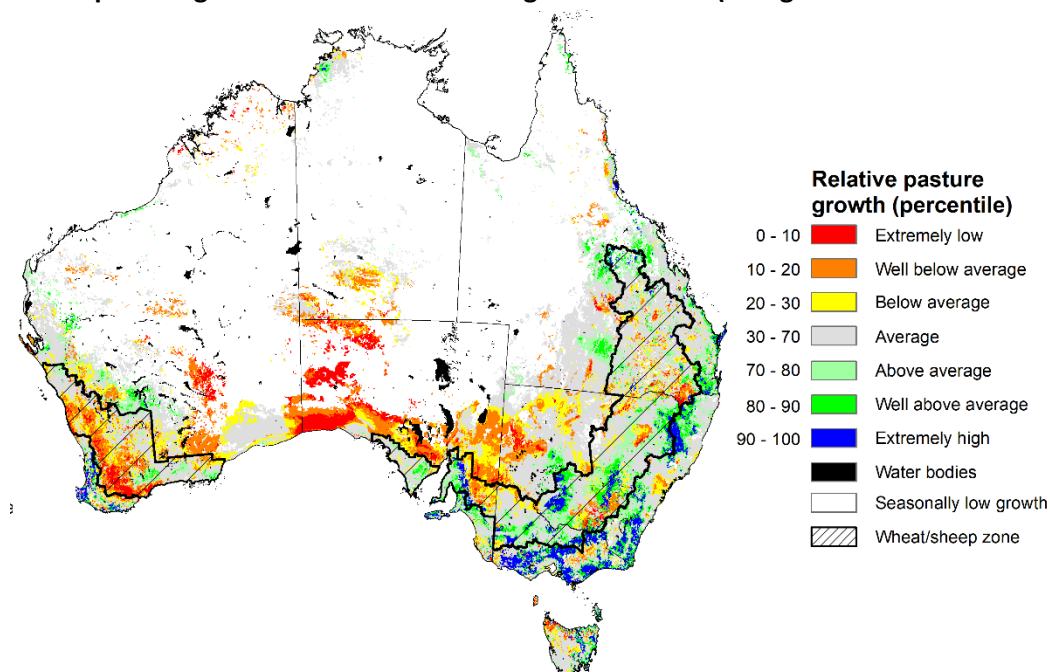 Relative pasture
growth (percentile)
0 - 10 Extremely low
10 - 20 Well below average
20 - 30 Below average
30 - 70 Average
70 - 80 Above average
80 - 90 Well above average
90 - 100 Extremely high
Water bodies
Seasonally low growth
Wheat/sheep zone